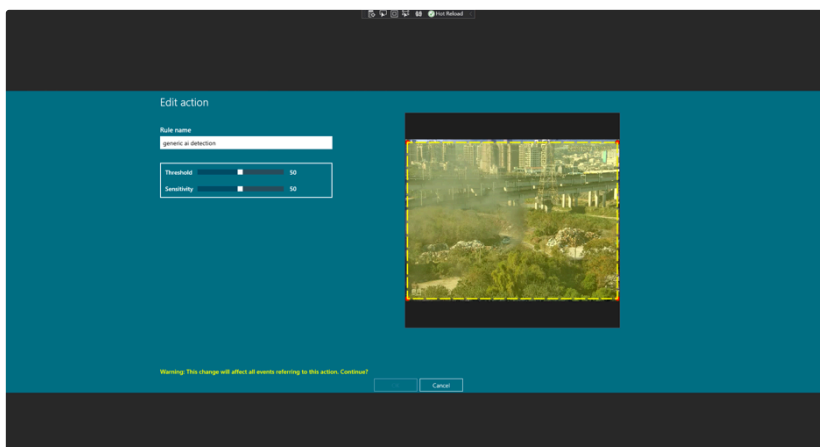 Hot Reload
Edit action
Rule name
generic ai detection
Threshold 50
Sensitivity 50
Warning: This change will affect all events referring to this action. Continue?
Cancel